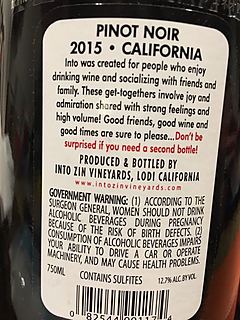 PINOT NOIR
2015 • CALIFORNIA
Into was created for people who enjoy
drinking wine and socializing with friends and
family. These get-togethers involve joy and
admiration shared with strong feelings and
high volume! Good friends, good wine and
good times are sure to please...Don't be
surprised if you need a second bottle!
PRODUCED & BOTTLED BY
INTO ZIN VINEYARDS, LODI CALIFORNIA
www.intozinvineyards.com
GOVERNMENT WARNING: (1) ACCORDING TO THE
SURGEON GENERAL, WOMEN SHOULD NOT DRINK
ALCOHOLIC BEVERAGES DURING PREGNANCY
BECAUSE OF THE RISK OF BIRTH DEFECTS. (2)
CONSUMPTION OF ALCOHOLIC BEVERAGES IMPAIRS
YOUR ABILITY TO DRIVE A CAR OR OPERATE
MACHINERY, AND MAY CAUSE HEALTH PROBLEMS.
750ML CONTAINS SULFITES 12.7% ALC.BY VOL.